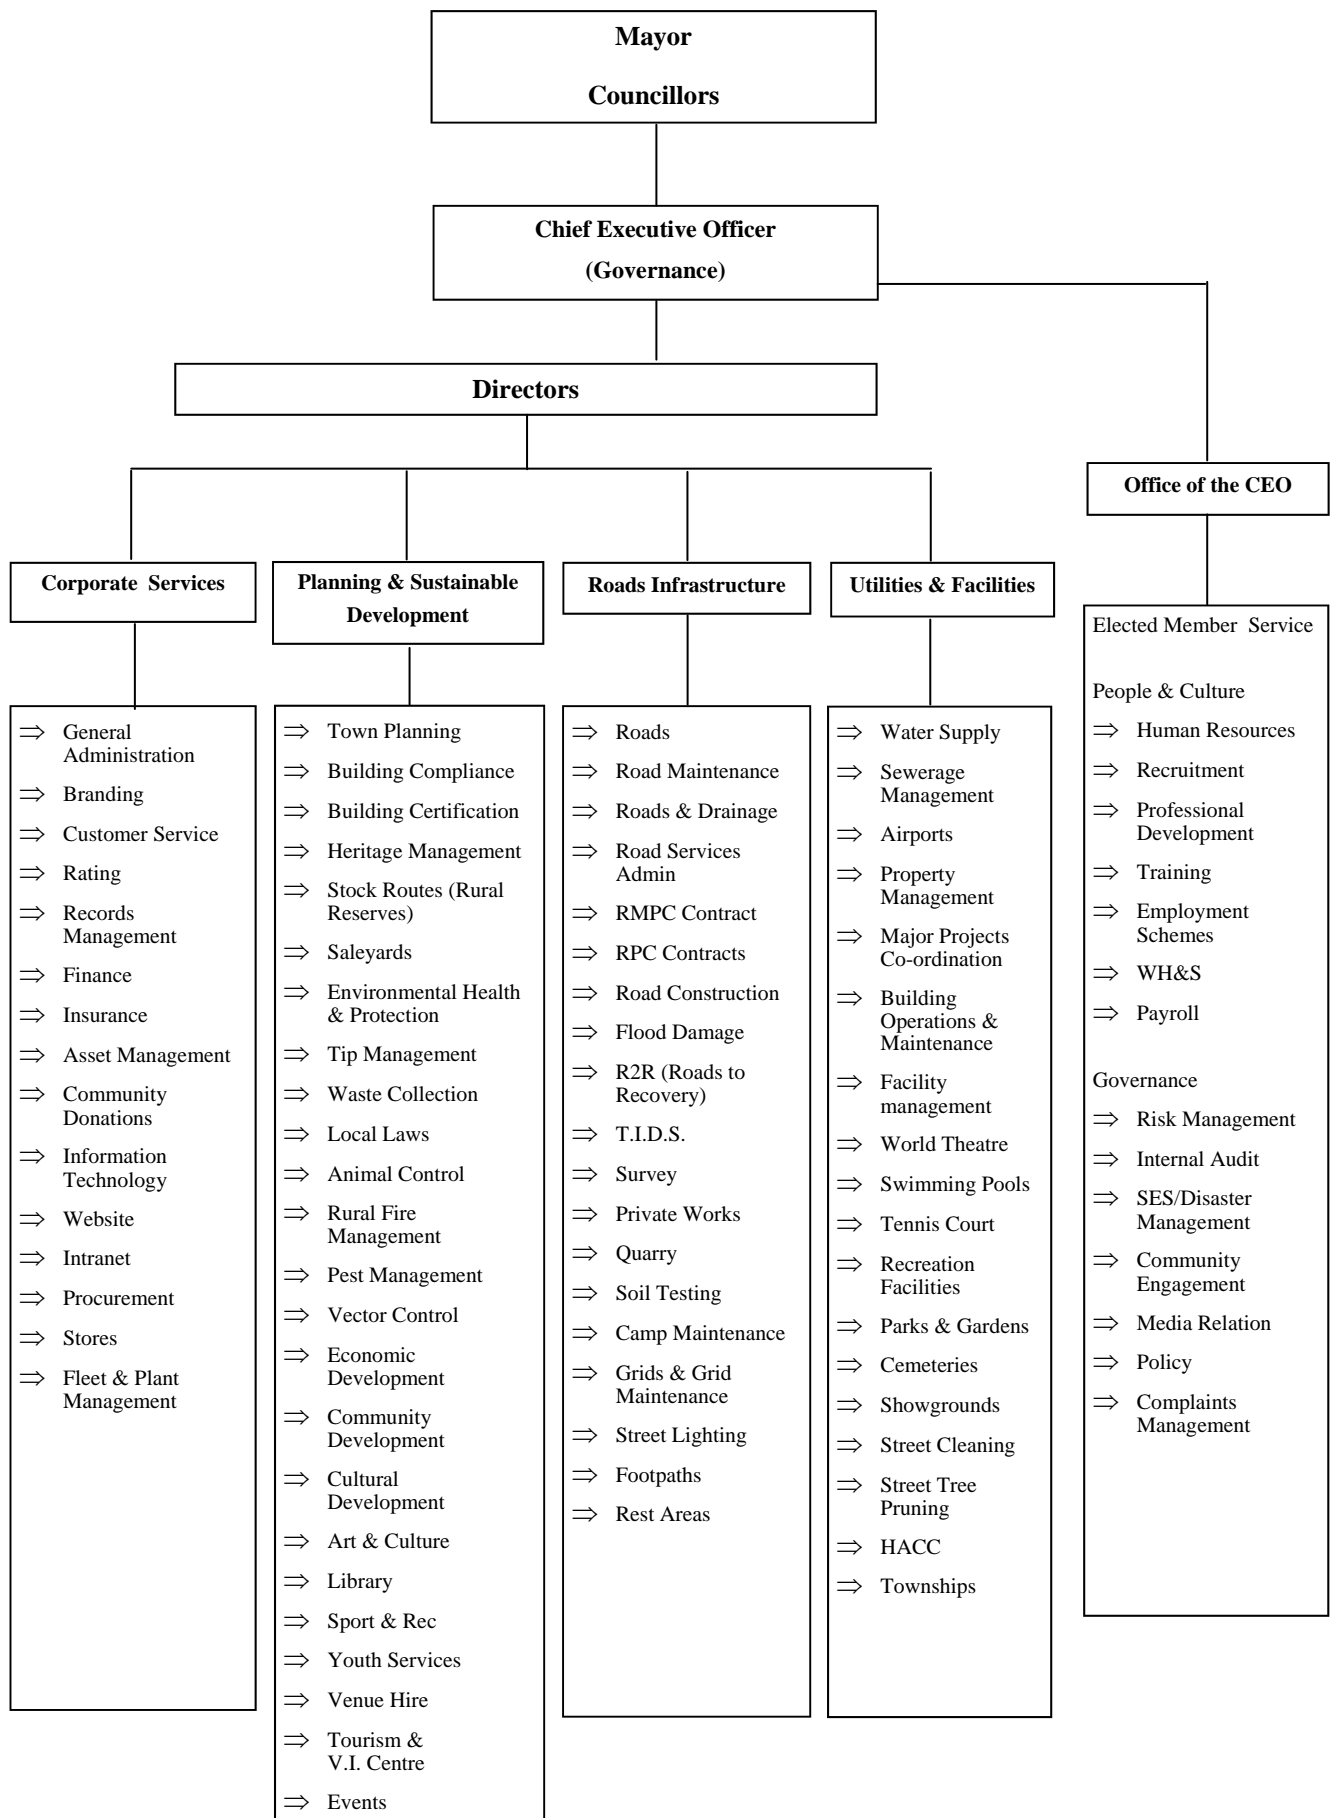 Mayor
Councillors
Chief Executive Officer
(Governance)
Directors
Office of the CEO
Corporate Services
Planning & Sustainable
Development
Roads Infrastructure
Utilities & Facilities
⇒ General
Administration
⇒ Branding
⇒ Customer Service
⇒ Rating
⇒ Records
Management
⇒ Finance
⇒ Insurance
⇒ Asset Management
⇒ Community
Donations
⇒ Information
Technology
⇒ Website
⇒ Intranet
⇒ Procurement
⇒ Stores
⇒ Fleet & Plant
Management
⇒ Town Planning
⇒ Building Compliance
⇒ Building Certification
⇒ Heritage Management
⇒ Stock Routes (Rural
Reserves)
⇒ Saleyards
⇒ Environmental Health
& Protection
⇒ Tip Management
⇒ Waste Collection
⇒ Local Laws
⇒ Animal Control
⇒ Rural Fire
Management
⇒ Pest Management
⇒ Vector Control
⇒ Economic
Development
⇒ Community
Development
⇒ Cultural
Development
⇒ Art & Culture
⇒ Library
⇒ Sport & Rec
⇒ Youth Services
⇒ Venue Hire
⇒ Tourism &
V.I. Centre
⇒ Events
⇒ Roads
⇒ Road Maintenance
⇒ Roads & Drainage
⇒ Road Services
Admin
⇒ RMPC Contract
⇒ RPC Contracts
⇒ Road Construction
⇒ Flood Damage
⇒ R2R (Roads to
Recovery)
⇒ T.I.D.S.
⇒ Survey
⇒ Private Works
⇒ Quarry
⇒ Soil Testing
⇒ Camp Maintenance
⇒ Grids & Grid
Maintenance
⇒ Street Lighting
⇒ Footpaths
⇒ Rest Areas
⇒ Water Supply
⇒ Sewerage
Management
⇒ Airports
⇒ Property
Management
⇒ Major Projects
Co-ordination
⇒ Building
Operations &
Maintenance
⇒ Facility
management
⇒ World Theatre
⇒ Swimming Pools
⇒ Tennis Court
⇒ Recreation
Facilities
⇒ Parks & Gardens
⇒ Cemeteries
⇒ Showgrounds
⇒ Street Cleaning
⇒ Street Tree
Pruning
⇒ HACC
⇒ Townships
Elected Member Service
People & Culture
⇒ Human Resources
⇒ Recruitment
⇒ Professional
Development
⇒ Training
⇒ Employment
Schemes
⇒ WH&S
⇒ Payroll
Governance
⇒ Risk Management
⇒ Internal Audit
⇒ SES/Disaster
Management
⇒ Community
Engagement
⇒ Media Relation
⇒ Policy
⇒ Complaints
Management